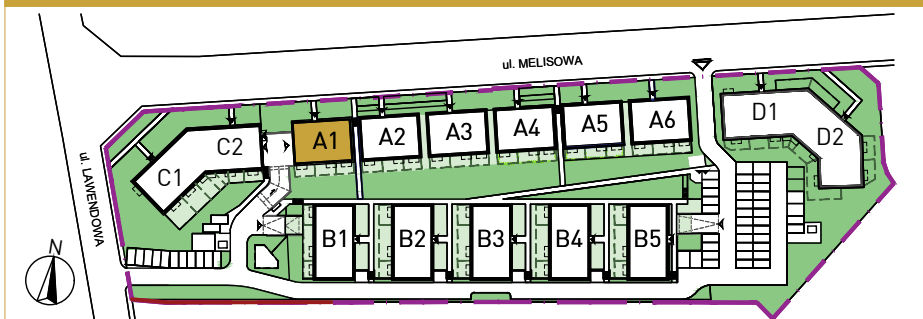 ul. MELISOWA
D1
D2
A1
A2
A3
A4
A5
A6
C2
C1
ul. LAWENDOWA
B1
B2
B3
B4
B5
N